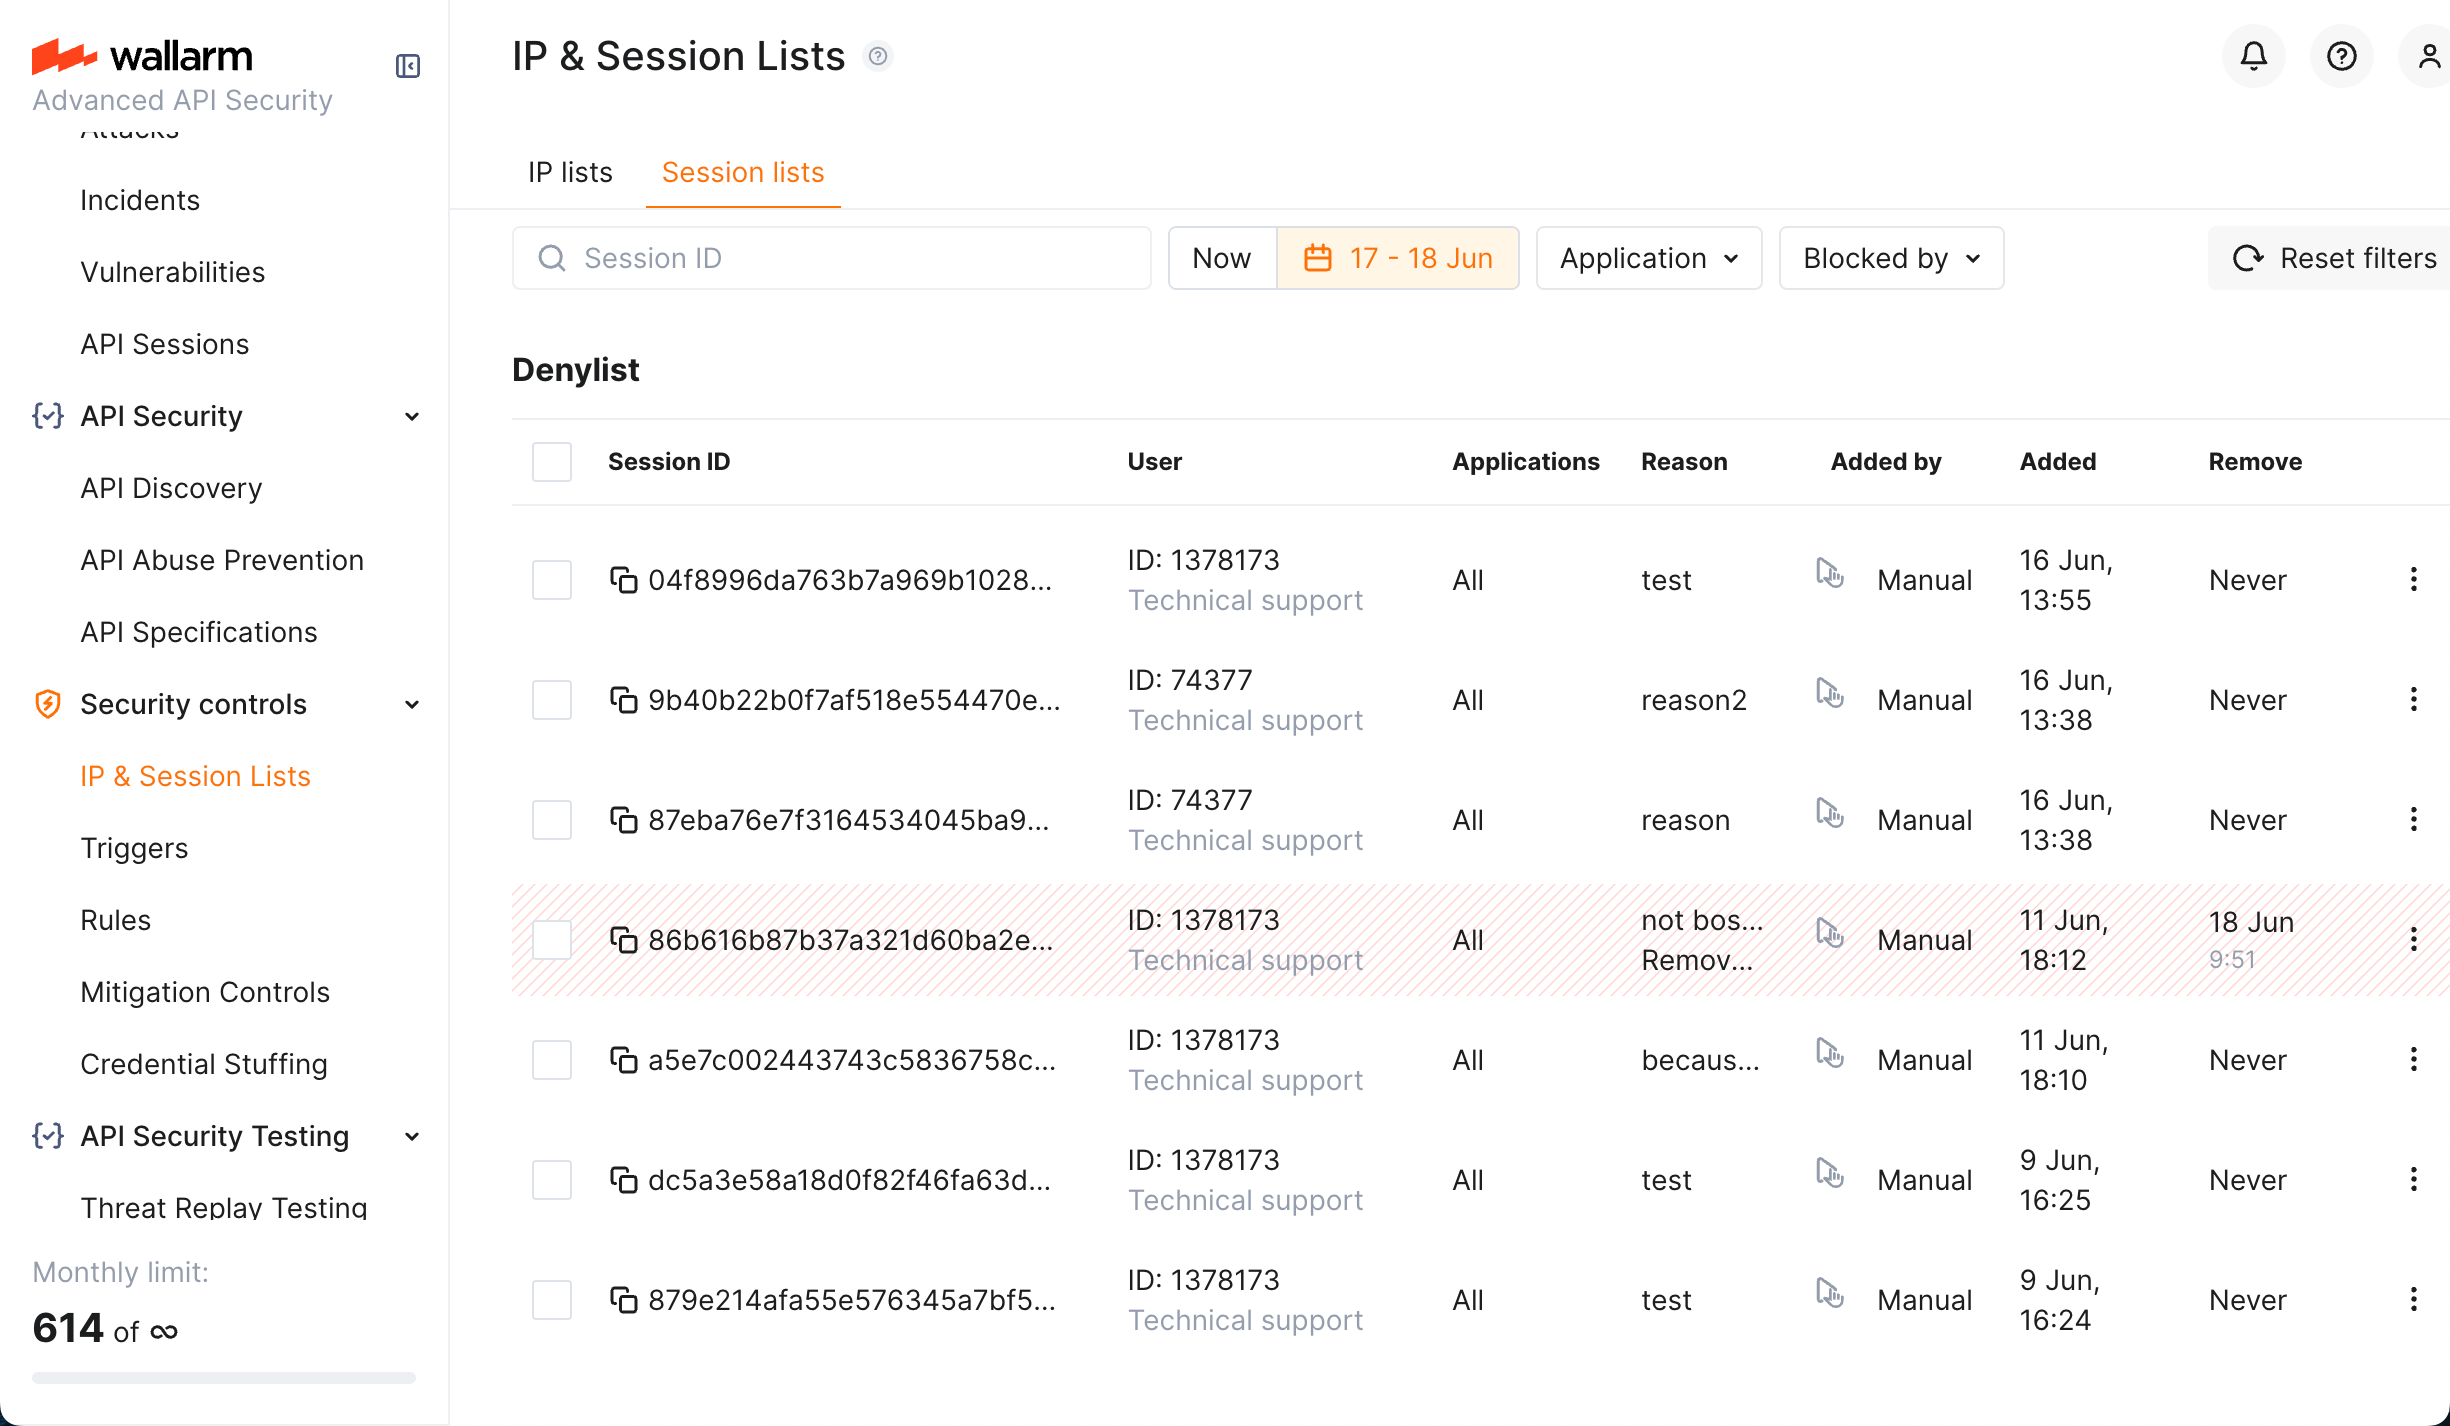 wallarm
Advanced API Security
Attacks
Incidents
Vulnerabilities
API Sessions
API Security
API Discovery
API Abuse Prevention
API Specifications
Security controls
IP & Session Lists
Triggers
Rules
Mitigation Controls
Credential Stuffing
API Security Testing
Threat Replay Testing
Monthly limit:
614 of ∞
IP & Session Lists
IP lists Session lists
Session ID Now 17 - 18 Jun Application Blocked by Reset filters
Denylist
Session ID User Applications Reason Added by Added Remove
04f8996da763b7a969b1028... ID: 1378173 Technical support All test Manual 16 Jun, 13:55 Never
9b40b22b0f7af518e554470e... ID: 74377 Technical support All reason2 Manual 16 Jun, 13:38 Never
87eba76e7f3164534045ba9... ID: 74377 Technical support All reason Manual 16 Jun, 13:38 Never
86b616b87b37a321d60ba2e... ID: 1378173 Technical support All not bos... Remov... Manual 11 Jun, 18:12 18 Jun 9:51
a5e7c002443743c5836758c... ID: 1378173 Technical support All becaus... Manual 11 Jun, 18:10 Never
dc5a3e58a18d0f82f46fa63d... ID: 1378173 Technical support All test Manual 9 Jun, 16:25 Never
879e214afa55e576345a7bf5... ID: 1378173 Technical support All test Manual 9 Jun, 16:24 Never